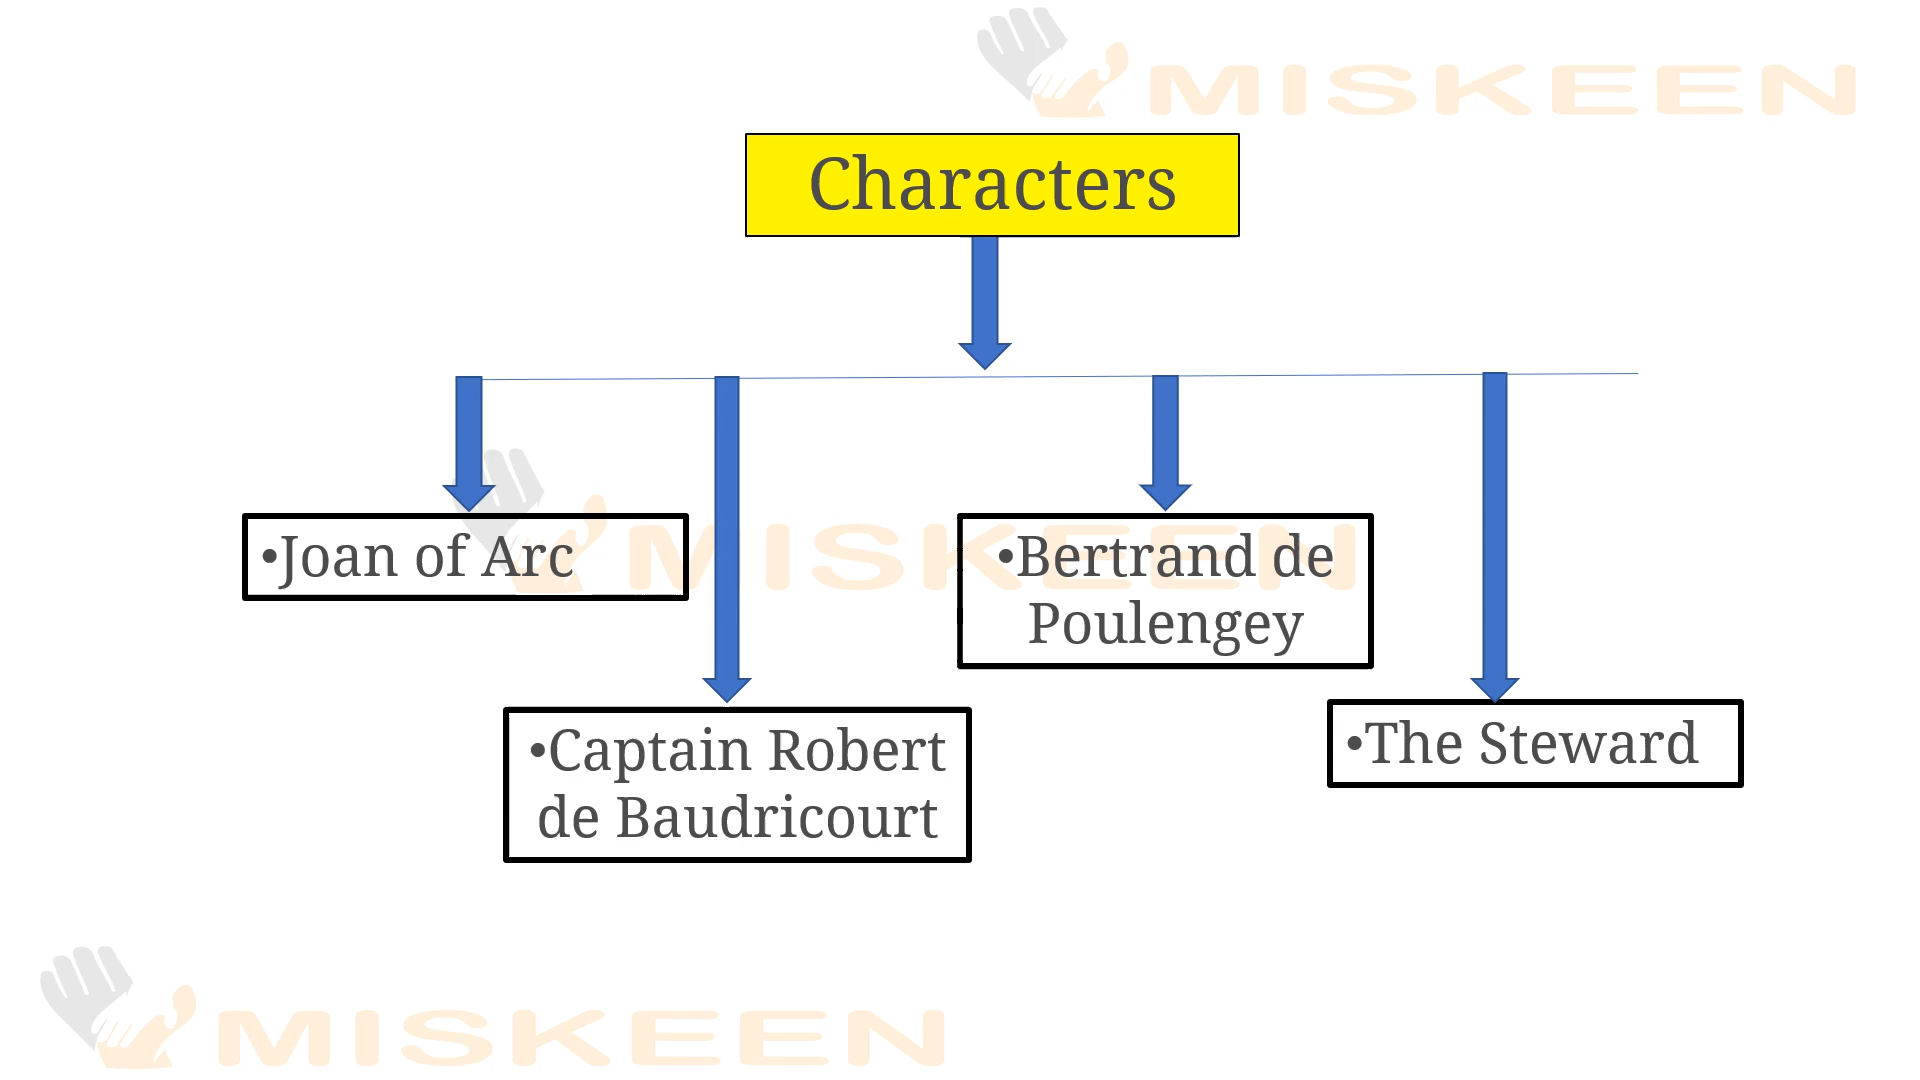 MISKEEN
Characters
•Joan of Arc
MISKEEN
•Bertrand de
Poulengey
•Captain Robert
de Baudricourt
•The Steward
MISKEEN